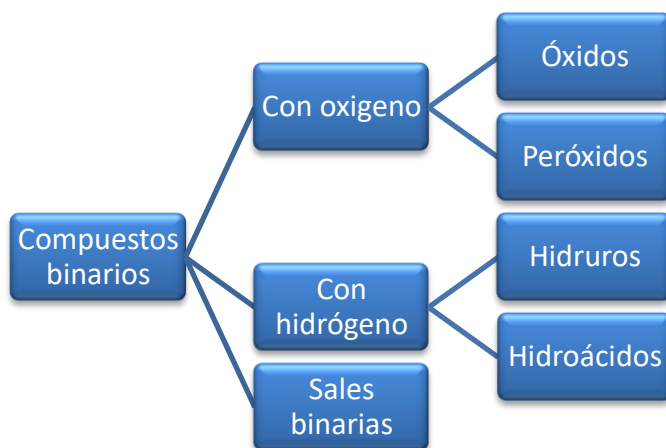 Compuestos
binarios
Con oxigeno
Óxidos
Peróxidos
Con
hidrógeno
Hidruros
Hidroácidos
Sales
binarias